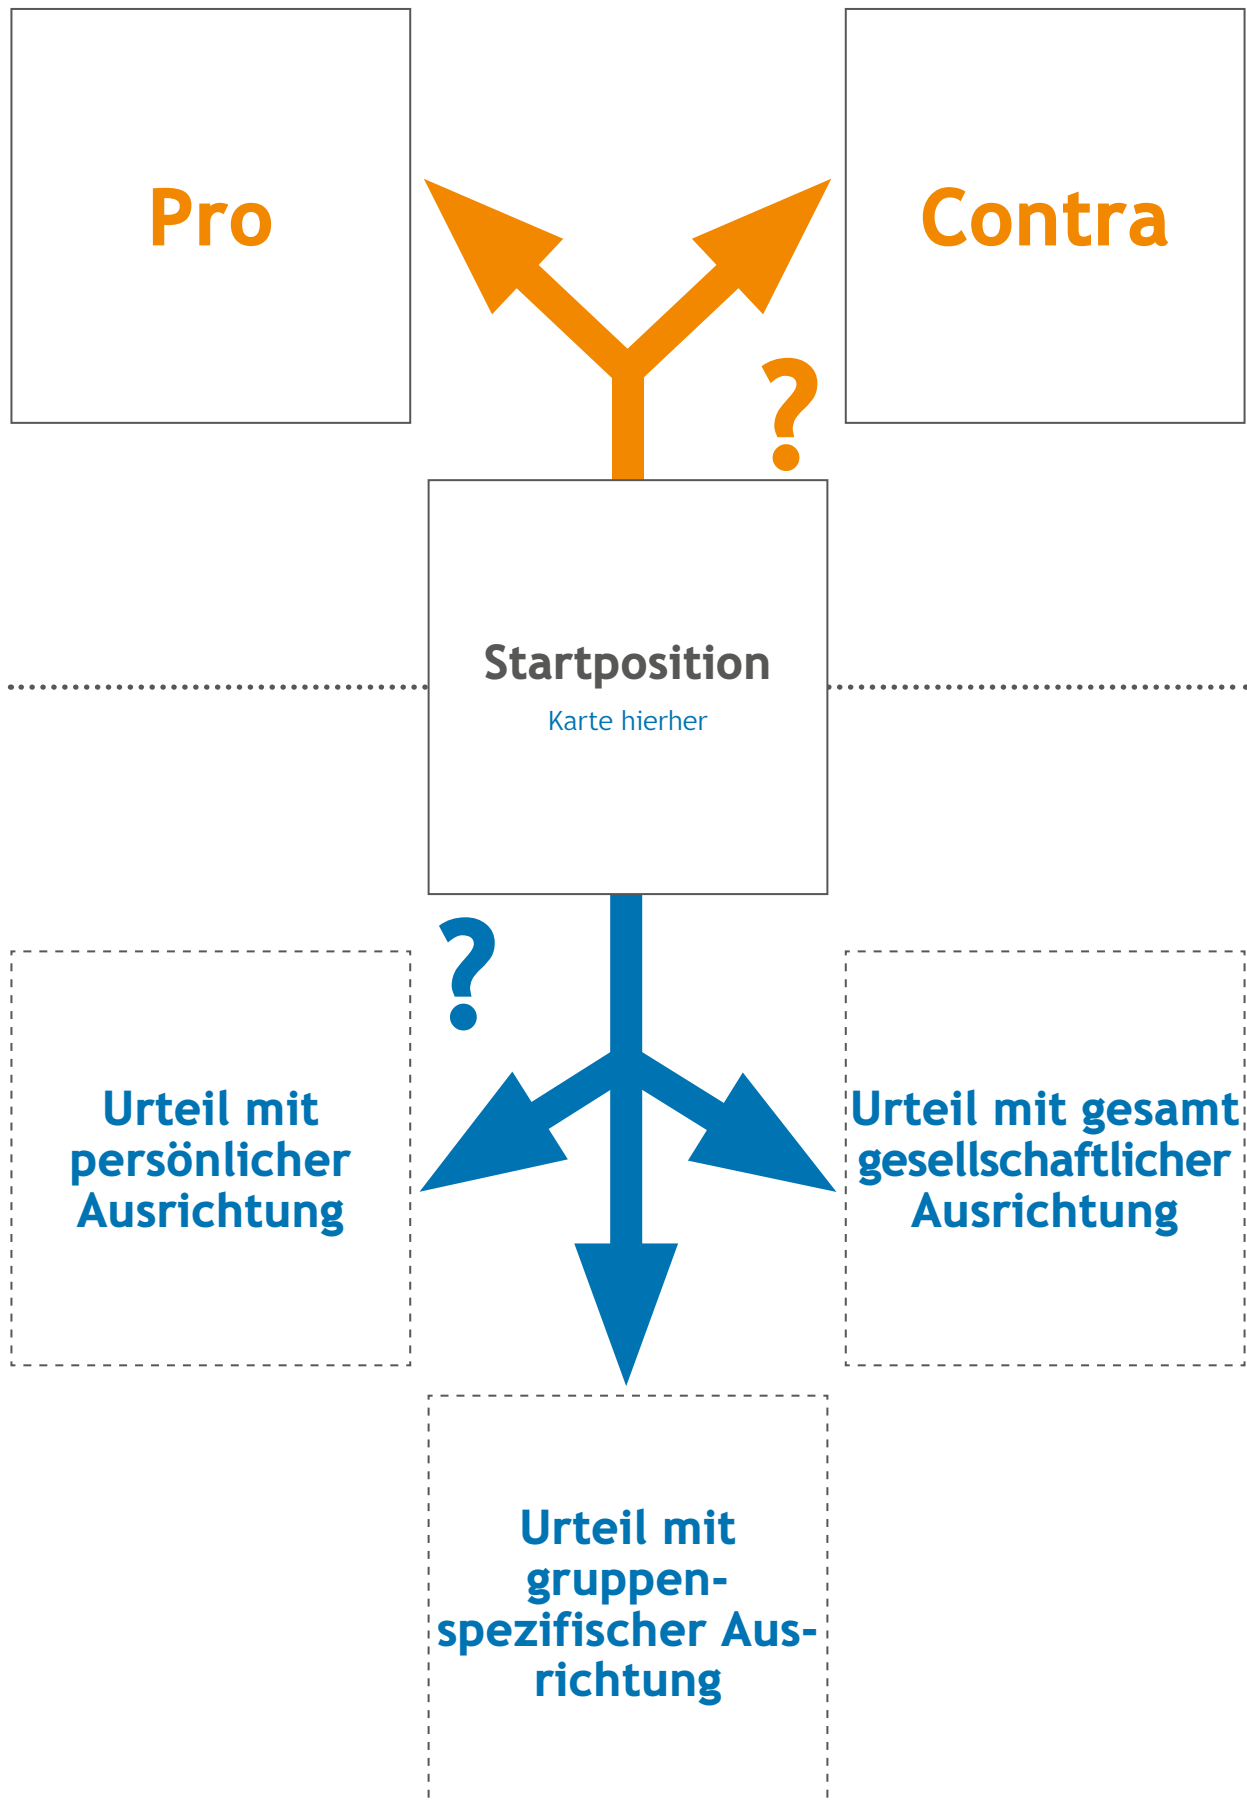 Pro
Contra
?
Startposition
Karte hierher
?
Urteil mit
persönlicher
Ausrichtung
Urteil mit gesamt
gesellschaftlicher
Ausrichtung
Urteil mit
gruppen-
spezifischer Aus-
richtung